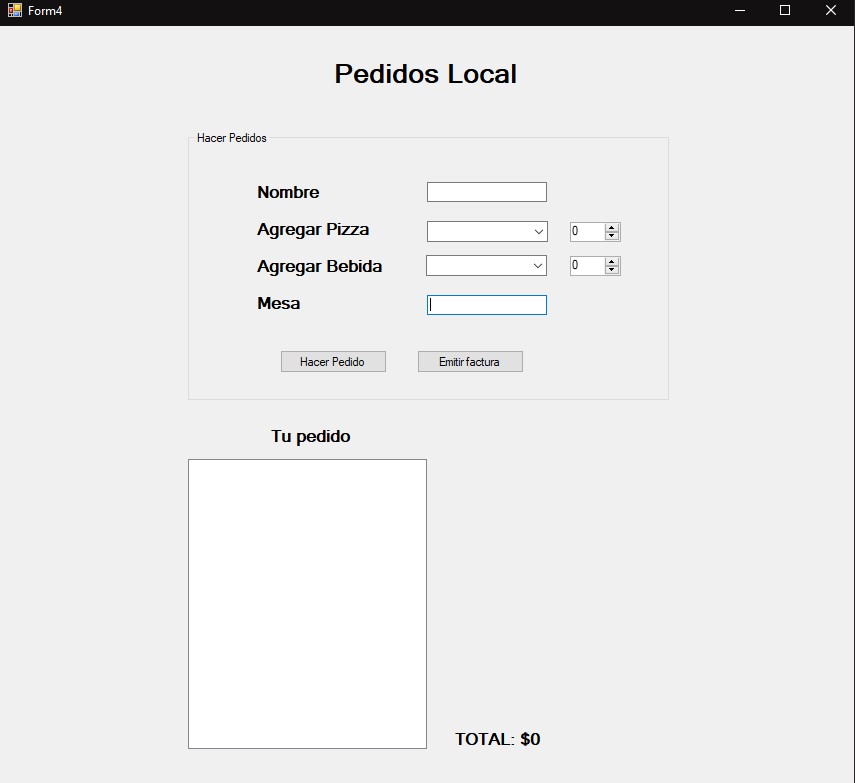 Form4
Pedidos Local
Hacer Pedidos
Nombre
Agregar Pizza 0
Agregar Bebida 0
Mesa
Hacer Pedido Emitir factura
Tu pedido
TOTAL: $0